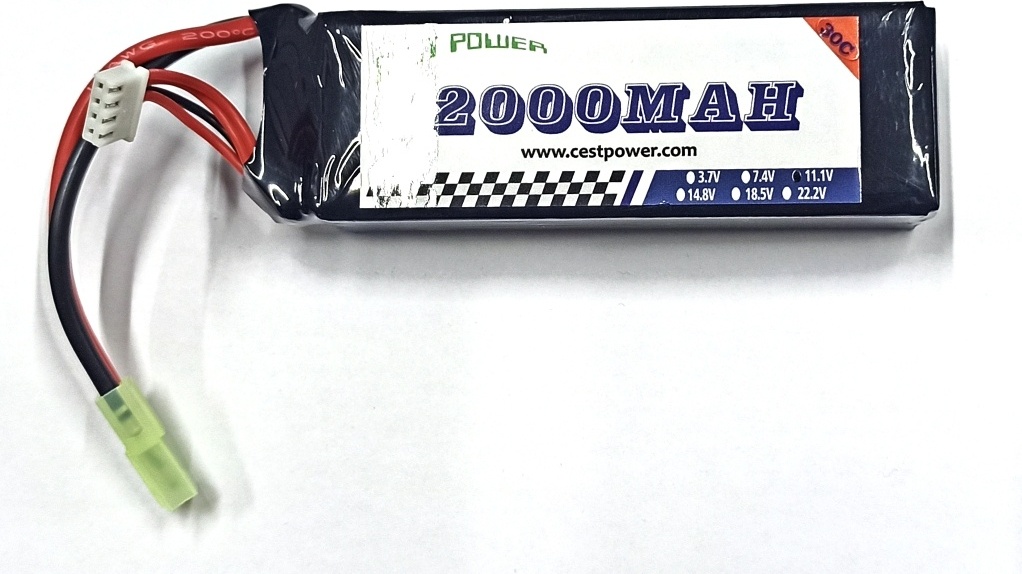 200°C
POWER
30C
2000MAH
www.cestpower.com
3.7V 7.4V 11.1V
14.8V 18.5V 22.2V